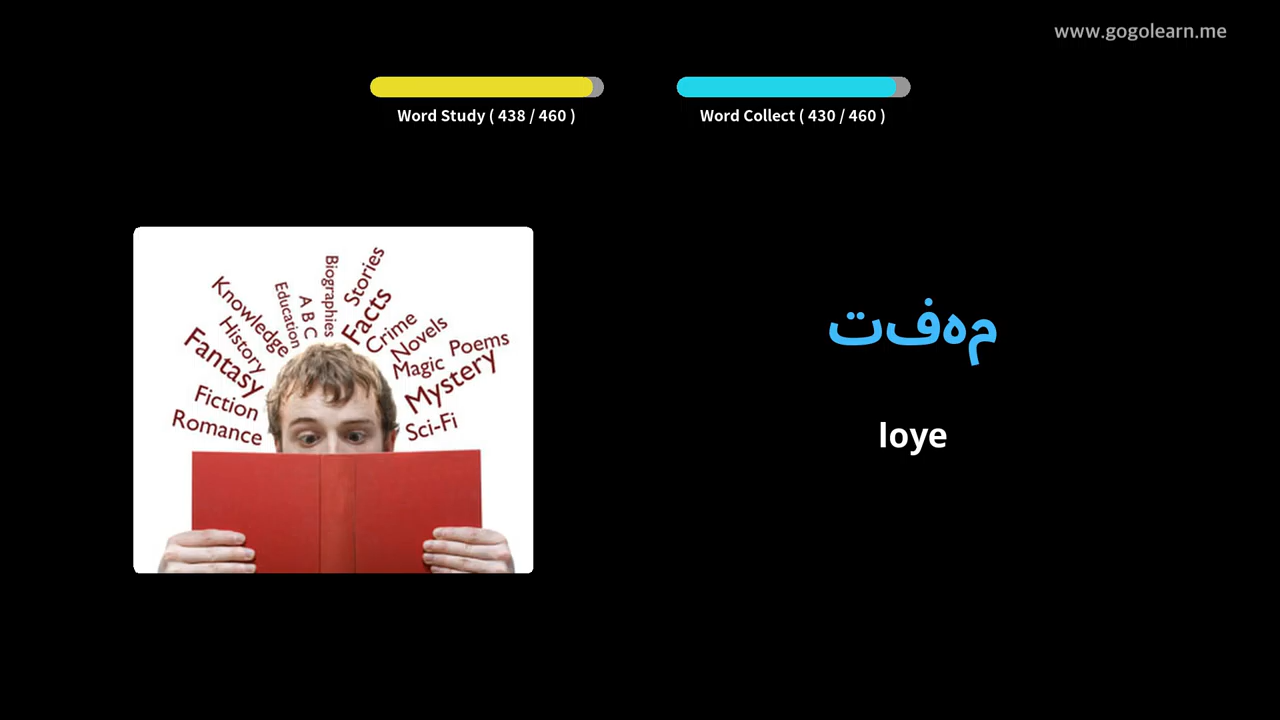 www.gogolearn.me
Word Study ( 438 / 460 )
Word Collect ( 430 / 460 )
Knowledge
History
Fantasy
Fiction
Romance
Education
A B C
Biographies
Stories
Facts
Crime
Novels
Magic
Poems
Mystery
Sci-Fi
مهفت
loye